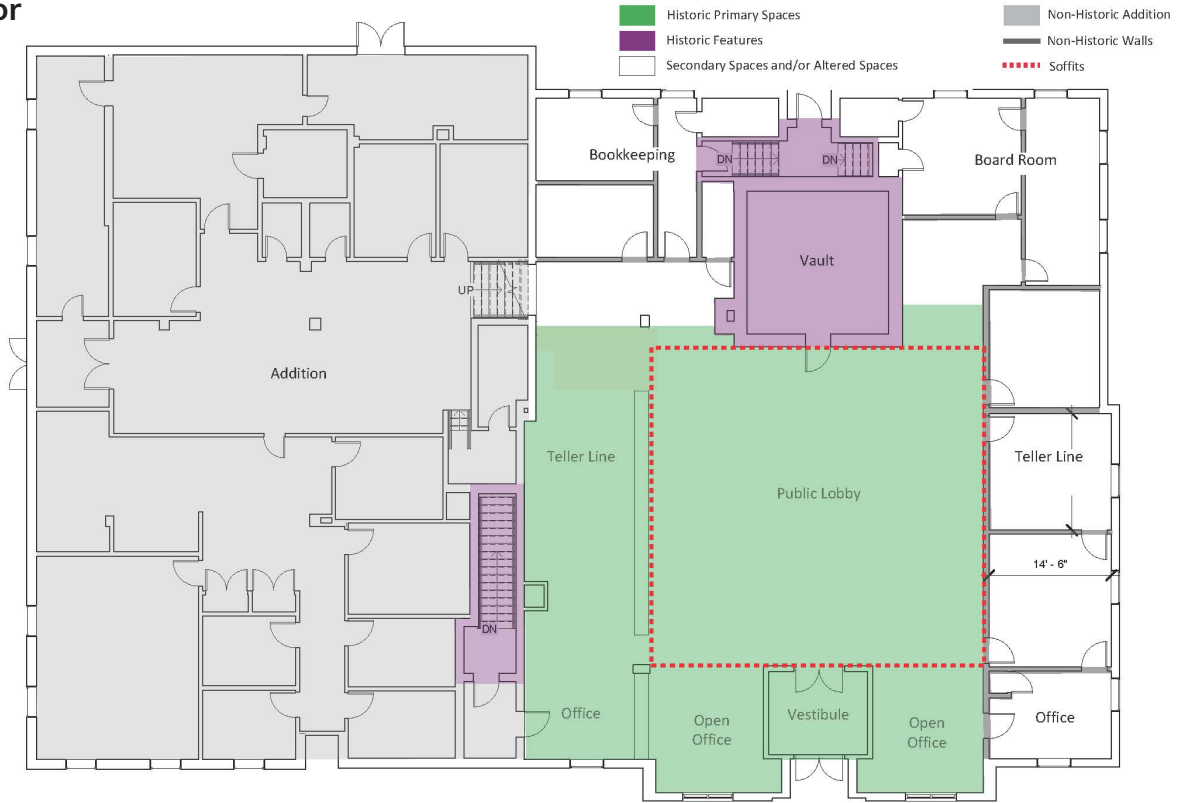 or
Historic Primary Spaces
Historic Features
Secondary Spaces and/or Altered Spaces
Non-Historic Addition
Non-Historic Walls
Soffits
Bookkeeping
DN
DN
Board Room
Vault
UP
Addition
Teller Line
Public Lobby
Teller Line
14' - 6"
DN
Office
Open
Office
Vestibule
Open
Office
Office